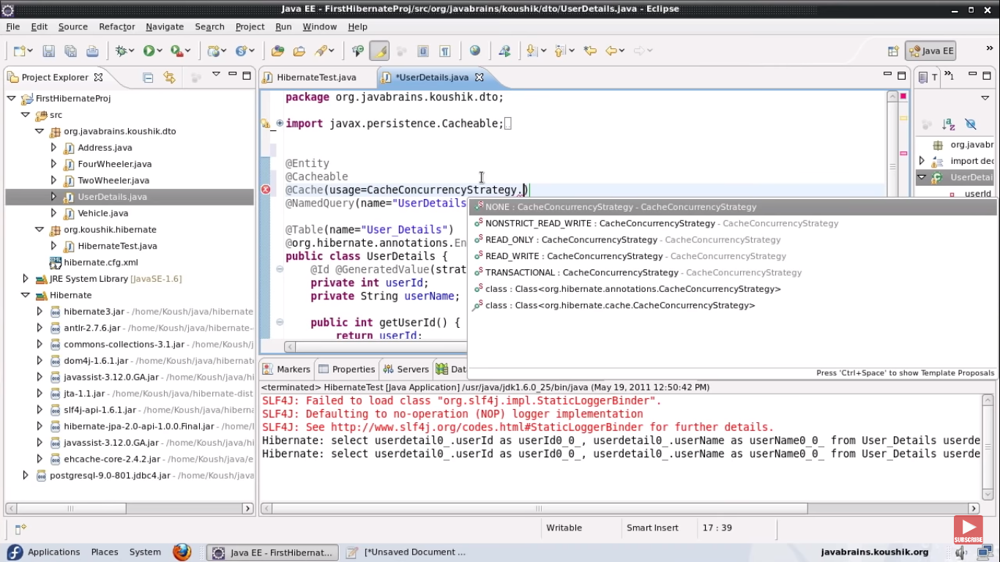 Java EE - FirstHibernateProj/src/org/javabrains/koushik/dto/UserDetails.java - Eclipse
File Edit Source Refactor Navigate Search Project Run Window Help
Java EE
Project Explorer
FirstHibernateProj
src
org.javabrains.koushik.dto
Address.java
FourWheeler.java
TwoWheeler.java
UserDetails.java
Vehicle.java
org.koushik.hibernate
HibernateTest.java
hibernate.cfg.xml
JRE System Library [JavaSE-1.6]
Hibernate
hibernate3.jar - /home/Koush/java/hibernate
antlr-2.7.6.jar - /home/Koush/java/hibernate-
commons-collections-3.1.jar - /home/Koush/j
dom4j-1.6.1.jar - /home/Koush/java/hibernat
javassist-3.12.0.GA.jar - /home/Koush/java/h
jta-1.1.jar - /home/Koush/java/hibernate-dist
slf4j-api-1.6.1.jar - /home/Koush/java/hiberna
hibernate-jpa-2.0-api-1.0.0.Final.jar - /home/
javassist-3.12.0.GA.jar - /home/Koush/java/h
ehcache-core-2.4.2.jar - /home/Koush/java/e
postgresql-9.0-801.jdbc4.jar - /home/Koush/java
HibernateTest.java *UserDetails.java
package org.javabrains.koushik.dto;
import javax.persistence.Cacheable;
@Entity
@Cacheable
@Cache(usage=CacheConcurrencyStrategy.)
@NamedQuery(name="UserDetails
@Table(name="User_Details")
@org.hibernate.annotations.En
public class UserDetails {
@Id @GeneratedValue(strat
private int userId;
private String userName;
public int getUserId() {
return userId;
NONE : CacheConcurrencyStrategy - CacheConcurrencyStrategy
NONSTRICT_READ_WRITE : CacheConcurrencyStrategy - CacheConcurrencyStrategy
READ_ONLY : CacheConcurrencyStrategy - CacheConcurrencyStrategy
READ_WRITE : CacheConcurrencyStrategy - CacheConcurrencyStrategy
TRANSACTIONAL : CacheConcurrencyStrategy - CacheConcurrencyStrategy
class : Class<org.hibernate.annotations.CacheConcurrencyStrategy>
class : Class<org.hibernate.cache.CacheConcurrencyStrategy>
Press 'Ctrl+Space' to show Template Proposals
T
org.javabr
import dec
UserDetai
userId
Markers Properties Servers Dat
<terminated> HibernateTest [Java Application] /usr/java/jdk1.6.0_25/bin/java (May 19, 2011 12:50:42 PM)
SLF4J: Failed to load class "org.slf4j.impl.StaticLoggerBinder".
SLF4J: Defaulting to no-operation (NOP) logger implementation
SLF4J: See http://www.slf4j.org/codes.html#StaticLoggerBinder for further details.
Hibernate: select userdetail0_.userId as userId0_0_, userdetail0_.userName as userName0_0_ from User_Details userde
Hibernate: select userdetail0_.userId as userId0_0_, userdetail0_.userName as userName0_0_ from User_Details userde
Writable Smart Insert 17 : 39
SUBSCRIBE
Applications Places System Java EE - FirstHibernat... [*Unsaved Document ... javabrains.koushik.org